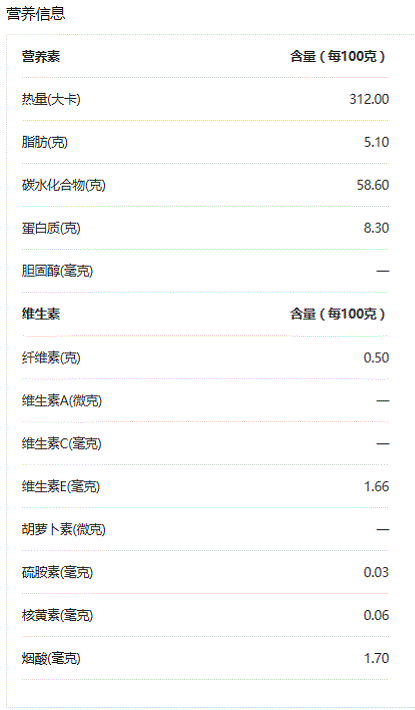 营养信息
营养素 含量（每100克）
热量(大卡) 312.00
脂肪(克) 5.10
碳水化合物(克) 58.60
蛋白质(克) 8.30
胆固醇(毫克) —
维生素 含量（每100克）
纤维素(克) 0.50
维生素A(微克) —
维生素C(毫克) —
维生素E(毫克) 1.66
胡萝卜素(微克) —
硫胺素(毫克) 0.03
核黄素(毫克) 0.06
烟酸(毫克) 1.70